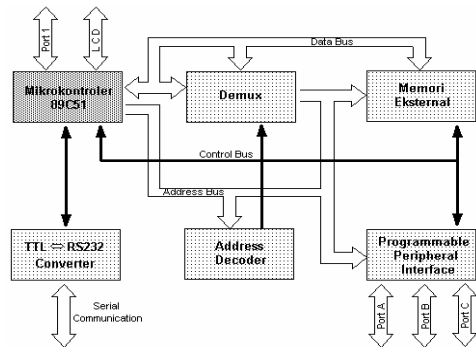 Port 1
LCD
Data Bus
Mikrokontroler
89C51
Demux
Memori
Eksternal
Control Bus
Address Bus
TTL ⇔ RS232
Converter
Address
Decoder
Programmable
Peripheral
Interface
Serial
Communication
Port A
Port B
Port C